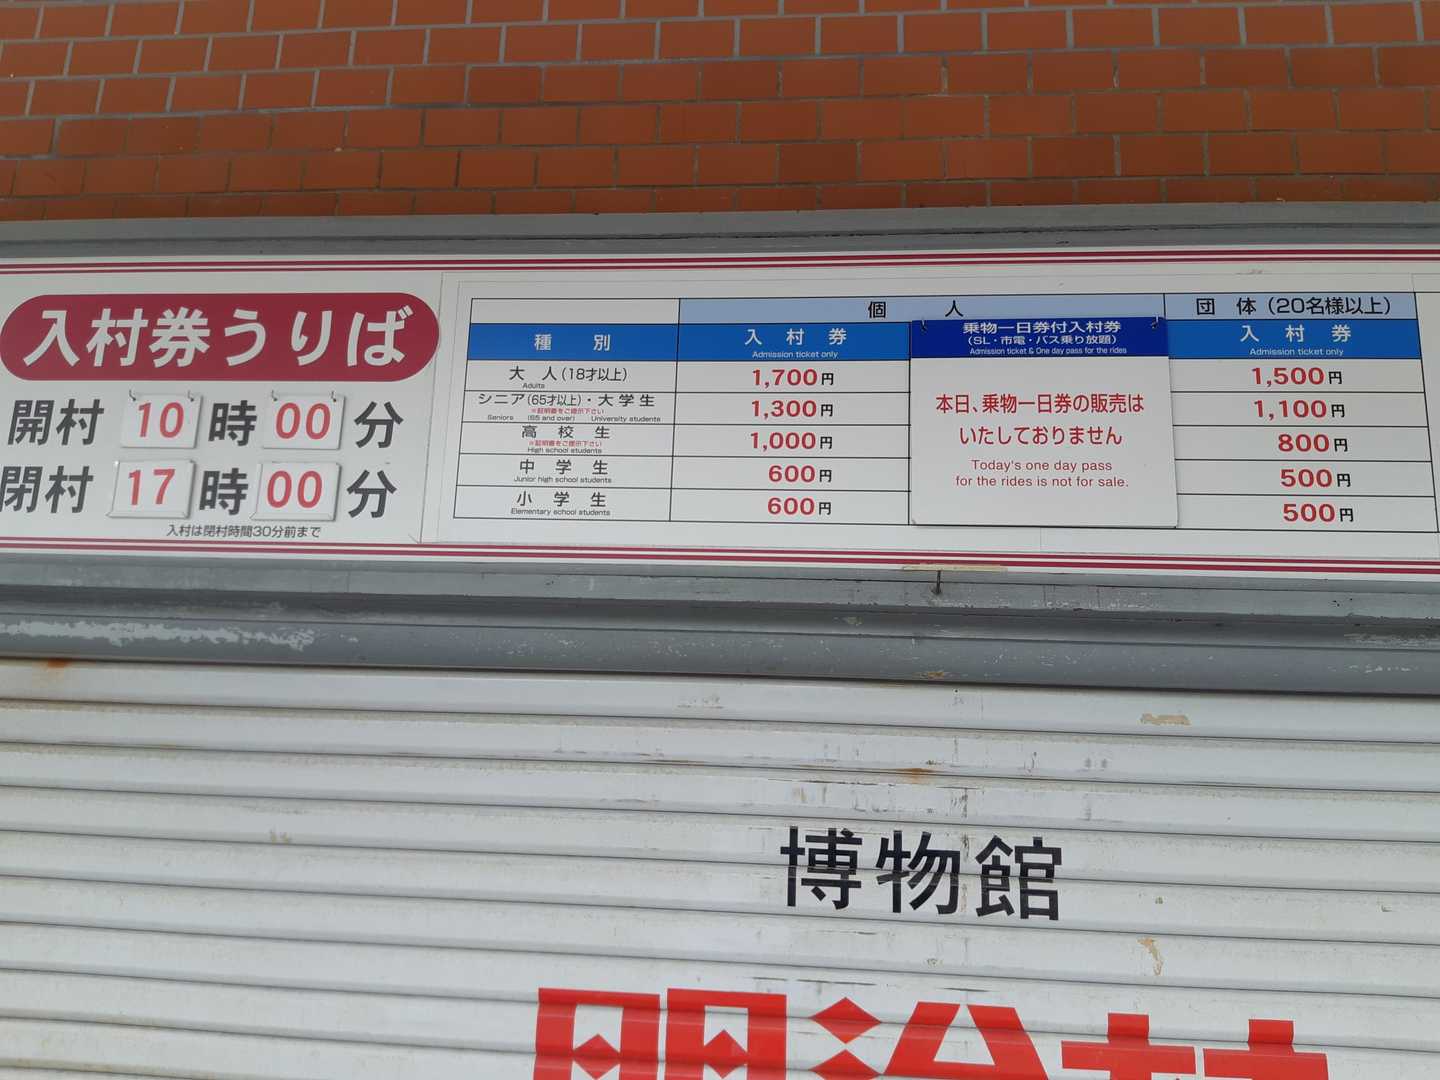 入村券うりば
開村 10 時 00 分
閉村 17 時 00 分
入村は閉村時間30分前まで
個 人
団 体 (20名様以上)
種 別
入 村 券
Admission ticket only
乗物一日券付入村券
(SL・市電・バス乗り放題)
Admission ticket & One day pass for the rides
入 村 券
Admission ticket only
大 人 (18才以上)
Adults
1,700円
1,500円
シニア(65才以上)・大学生
※証明書をご提示下さい
Seniors (65 and over) University students
1,300円
1,100円
高 校 生
※証明書をご提示下さい
High school students
1,000円
800円
中 学 生
Junior high school students
600円
500円
小 学 生
Elementary school students
600円
500円
本日、乗物一日券の販売は
いたしておりません
Today's one day pass
for the rides is not for sale.
博物館
明治村